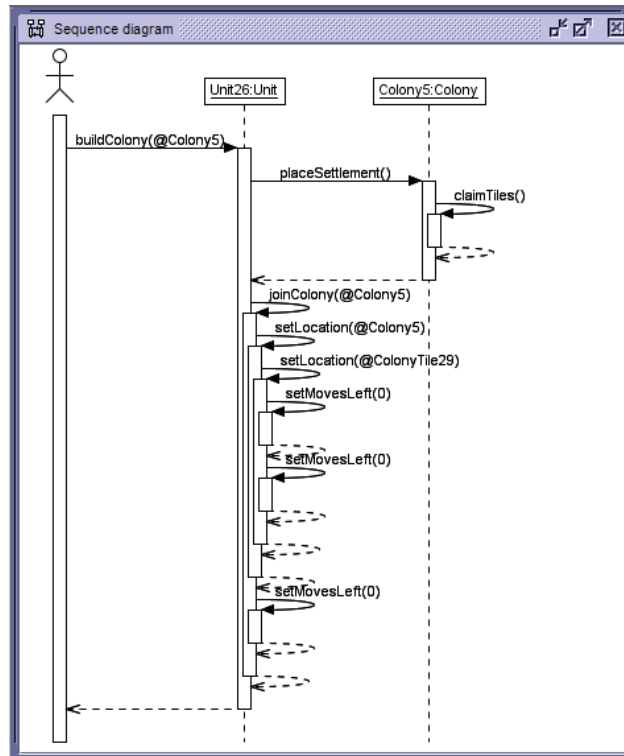 Sequence diagram
Unit26:Unit
Colony5:Colony
buildColony(@Colony5)
placeSettlement()
claimTiles()
joinColony(@Colony5)
setLocation(@Colony5)
setLocation(@ColonyTile29)
setMovesLeft(0)
setMovesLeft(0)
setMovesLeft(0)